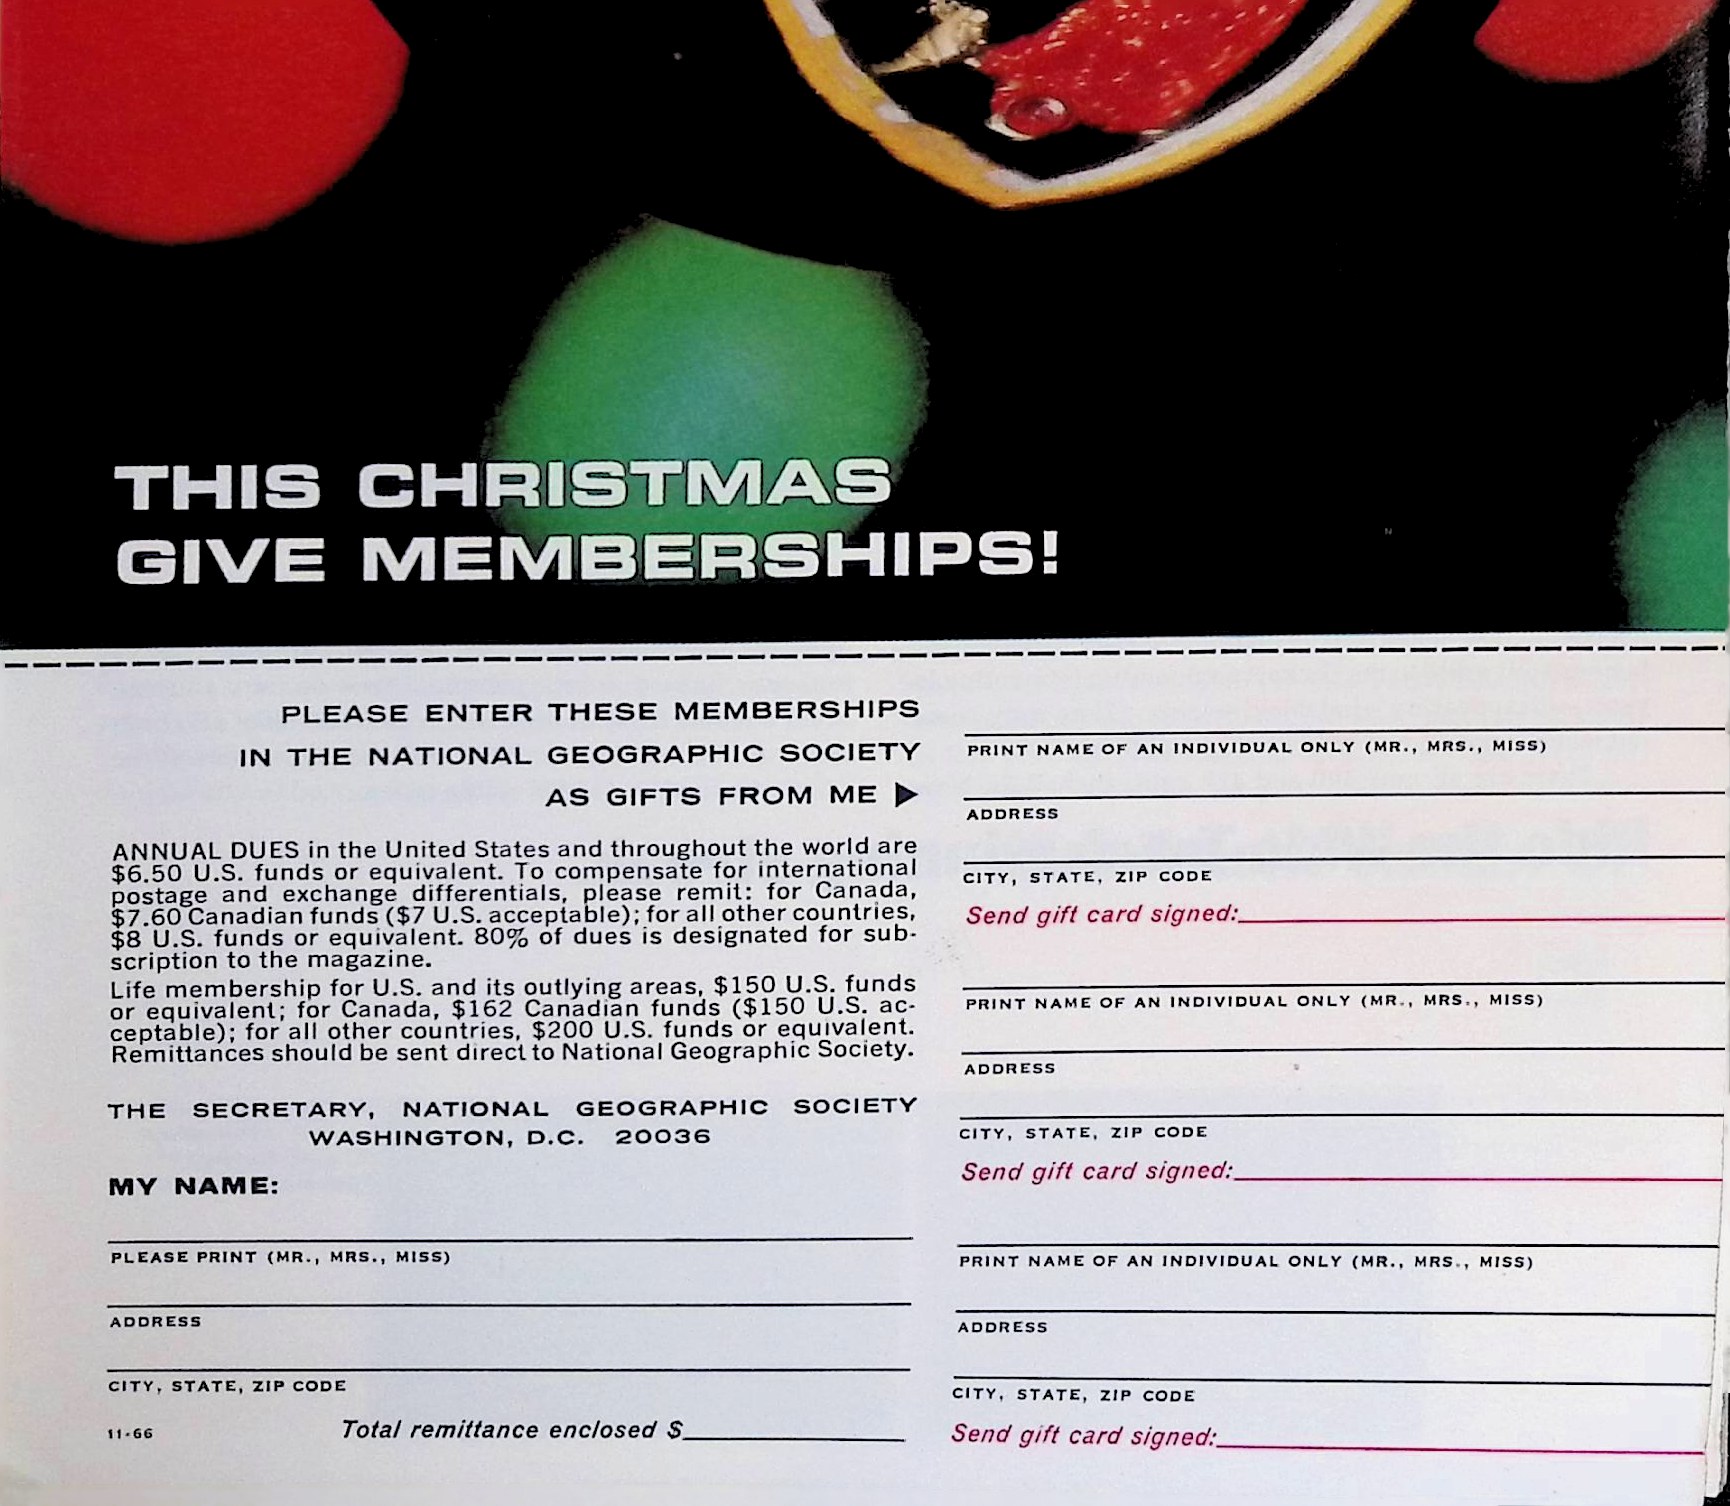 THIS CHRISTMAS
GIVE MEMBERSHIPS!
PLEASE ENTER THESE MEMBERSHIPS
IN THE NATIONAL GEOGRAPHIC SOCIETY
AS GIFTS FROM ME ▶
ANNUAL DUES in the United States and throughout the world are
$6.50 U.S. funds or equivalent. To compensate for international
postage and exchange differentials, please remit: for Canada,
$7.60 Canadian funds ($7 U.S. acceptable); for all other countries,
$8 U.S. funds or equivalent. 80% of dues is designated for sub-
scription to the magazine.
Life membership for U.S. and its outlying areas, $150 U.S. funds
or equivalent; for Canada, $162 Canadian funds ($150 U.S. ac-
ceptable); for all other countries, $200 U.S. funds or equivalent.
Remittances should be sent direct to National Geographic Society.
THE SECRETARY, NATIONAL GEOGRAPHIC SOCIETY
WASHINGTON, D.C. 20036
MY NAME:
PLEASE PRINT (MR., MRS., MISS)
ADDRESS
CITY, STATE, ZIP CODE
11-66
Total remittance enclosed $
PRINT NAME OF AN INDIVIDUAL ONLY (MR., MRS., MISS)
ADDRESS
CITY, STATE, ZIP CODE
Send gift card signed:
PRINT NAME OF AN INDIVIDUAL ONLY (MR., MRS., MISS)
ADDRESS
CITY, STATE, ZIP CODE
Send gift card signed:
PRINT NAME OF AN INDIVIDUAL ONLY (MR., MRS., MISS)
ADDRESS
CITY, STATE, ZIP CODE
Send gift card signed: